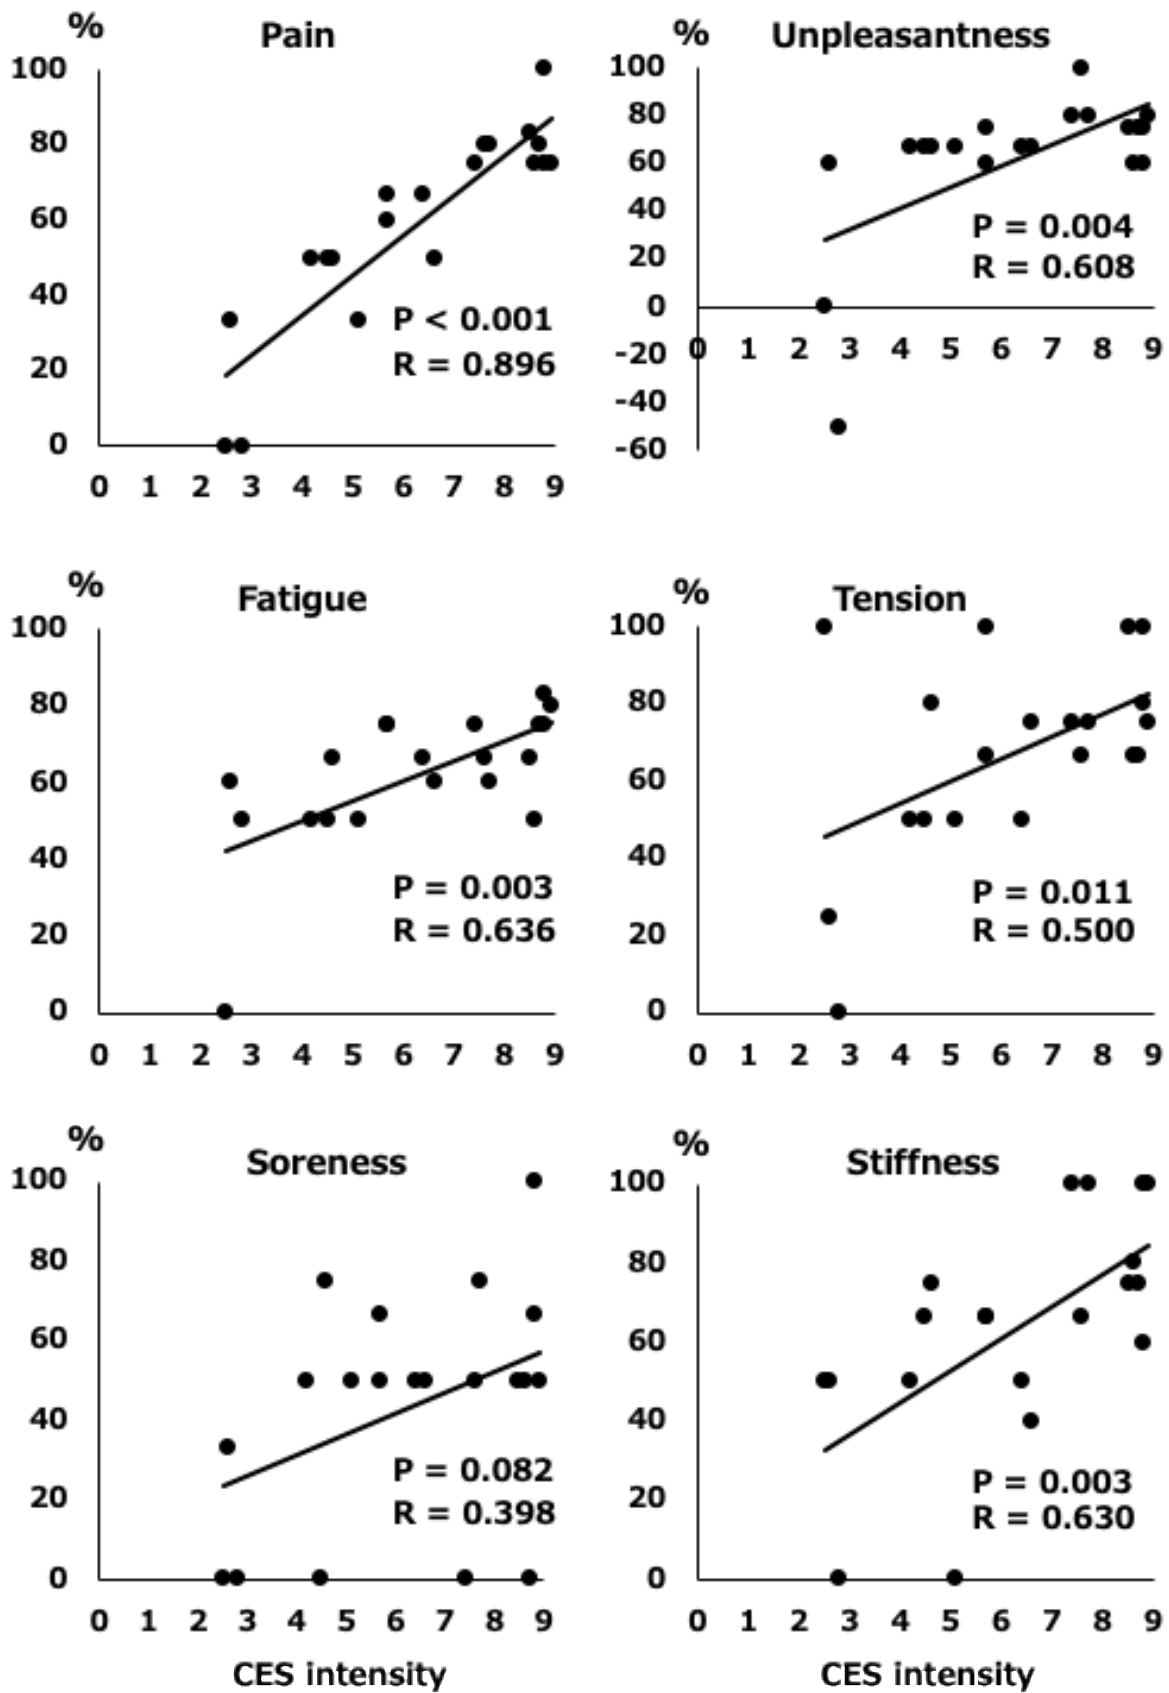 %
Pain
100
80
60
40
20
0
P < 0.001
R = 0.896
0 1 2 3 4 5 6 7 8 9
%
Unpleasantness
100
80
60
40
20
0
-20
-40
-60
P = 0.004
R = 0.608
0 1 2 3 4 5 6 7 8 9
%
Fatigue
100
80
60
40
20
0
P = 0.003
R = 0.636
0 1 2 3 4 5 6 7 8 9
%
Tension
100
80
60
40
20
0
P = 0.011
R = 0.500
0 1 2 3 4 5 6 7 8 9
%
Soreness
100
80
60
40
20
0
P = 0.082
R = 0.398
0 1 2 3 4 5 6 7 8 9
CES intensity
%
Stiffness
100
80
60
40
20
0
P = 0.003
R = 0.630
0 1 2 3 4 5 6 7 8 9
CES intensity